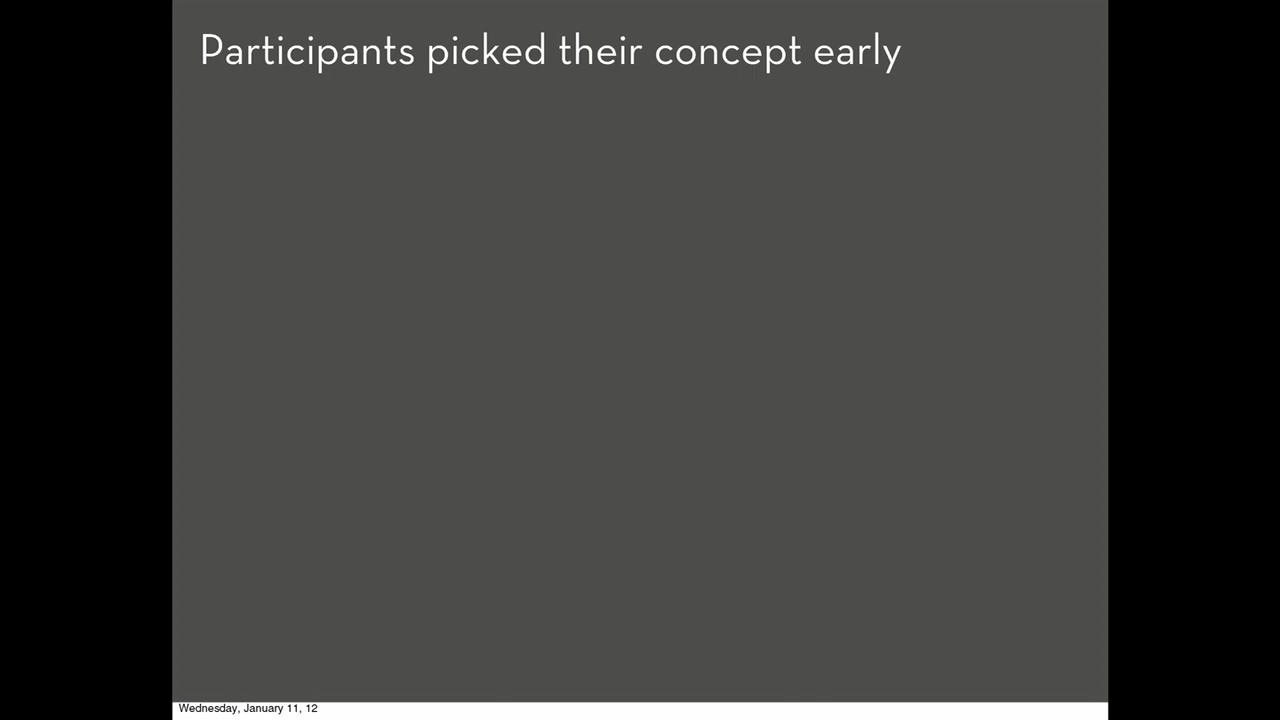 Participants picked their concept early
Wednesday, January 11, 12